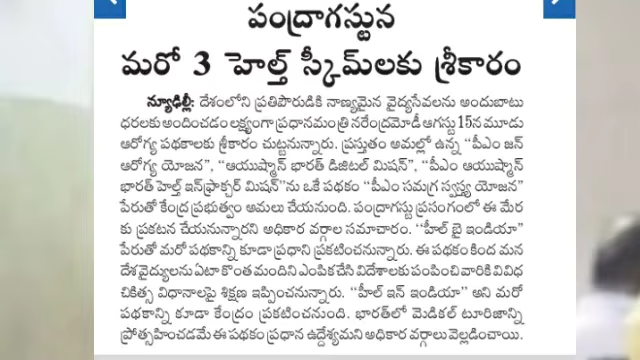 పంద్రాగస్టున
మరో 3 హెల్త్ స్కీమ్‌లకు శ్రీకారం
న్యూఢిల్లీ: దేశంలోని ప్రతిపౌరుడికి నాణ్యమైన వైద్యసేవలను అందుబాటు
ధరలకు అందించడం లక్ష్యంగా ప్రధానమంత్రి నరేంద్రమోడీ ఆగస్టు 15న మూడు
ఆరోగ్య పథకాలకు శ్రీకారం చుట్టనున్నారు. ప్రస్తుతం అమల్లో ఉన్న ‘‘పీఎం జన్
ఆరోగ్య యోజన”, ‘‘ఆయుష్మాన్ భారత్ డిజిటల్ మిషన్”, ‘‘పీఎం ఆయుష్మాన్
భారత్ హెల్త్ ఇన్‌ఫ్రాక్చర్ మిషన్”ను ఒకే పథకం ‘‘పీఎం సమగ్ర స్వస్త్య యోజన”
పేరుతో కేంద్ర ప్రభుత్వం అమలు చేయనుంది. పంద్రాగస్టు ప్రసంగంలో ఈ మేర
కు ప్రకటన చేయనున్నారని అధికార వర్గాల సమాచారం. ‘‘హీల్ బై ఇండియా”
పేరుతో మరో పథకాన్ని కూడా ప్రధాని ప్రకటించనున్నారు. ఈ పథకం కింద మన
దేశవైద్యులను ఏటా కొంత మందిని ఎంపిక చేసి విదేశాలకు పంపించి వారికి వివిధ
చికిత్స విధానాలపై శిక్షణ ఇప్పించనున్నారు. ‘‘హీల్ ఇన్ ఇండియా” అని మరో
పథకాన్ని కూడా కేంద్రం ప్రకటించనుంది. భారత్‌లో మెడికల్ టూరిజాన్ని
ప్రోత్సహించడమే ఈ పథకం ప్రధాన ఉద్దేశ్యమని అధికార వర్గాలు వెల్లడించాయి.